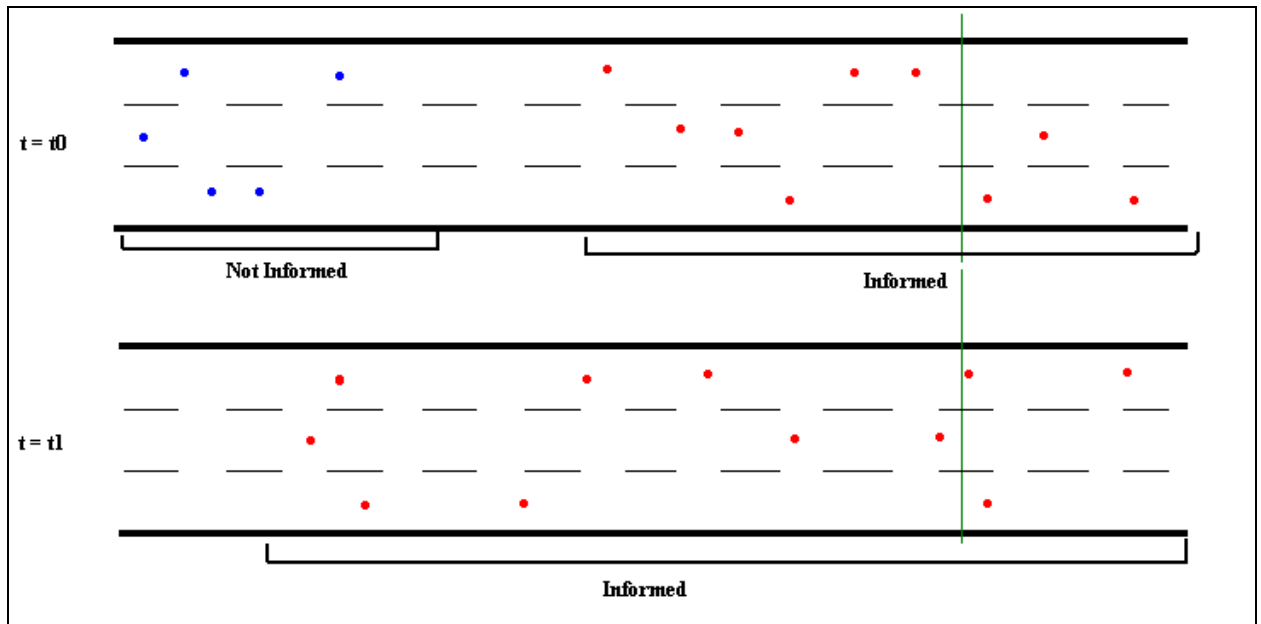 t = t0
Not Informed
Informed
t = t1
Informed